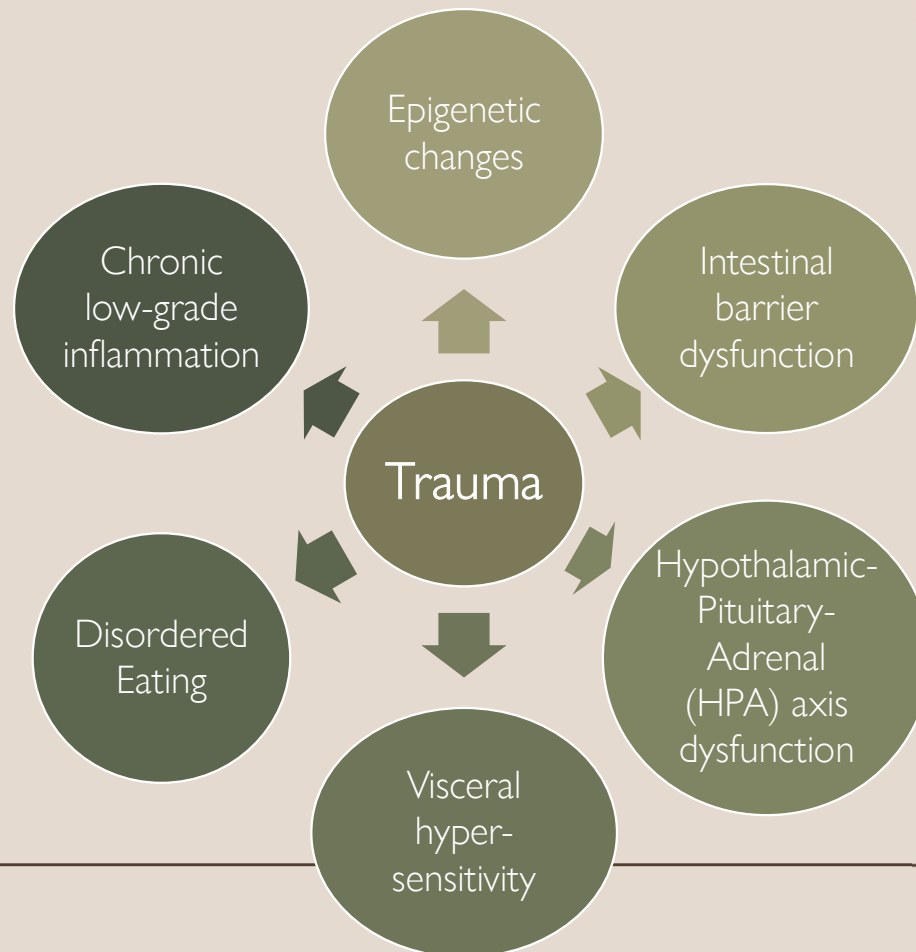 Epigenetic
changes
Intestinal
barrier
dysfunction
Hypothalamic-
Pituitary-
Adrenal
(HPA) axis
dysfunction
Visceral
hyper-
sensitivity
Disordered
Eating
Chronic
low-grade
inflammation
Trauma